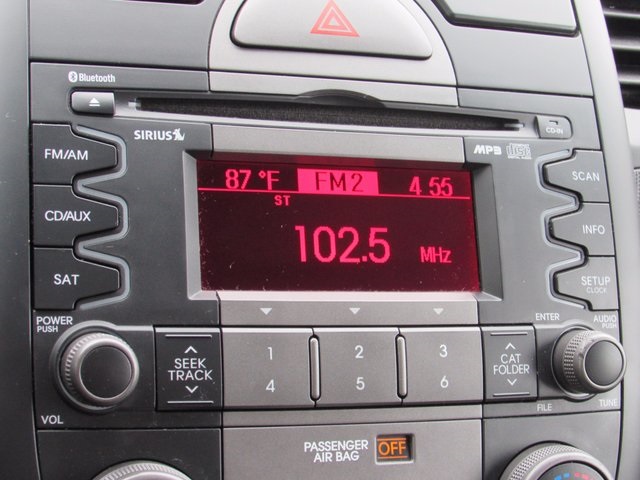 Bluetooth
SIRIUS
MP3
CD-IN
FM/AM
87 °F FM2 4 55
SCAN
ST
CD/AUX
102.5 MHz
INFO
SAT
SETUP
CLOCK
POWER
PUSH
ENTER
AUDIO
PUSH
SEEK
TRACK
1 2 3
4 5 6
CAT
FOLDER
VOL
FILE
TUNE
PASSENGER
AIR BAG
OFF